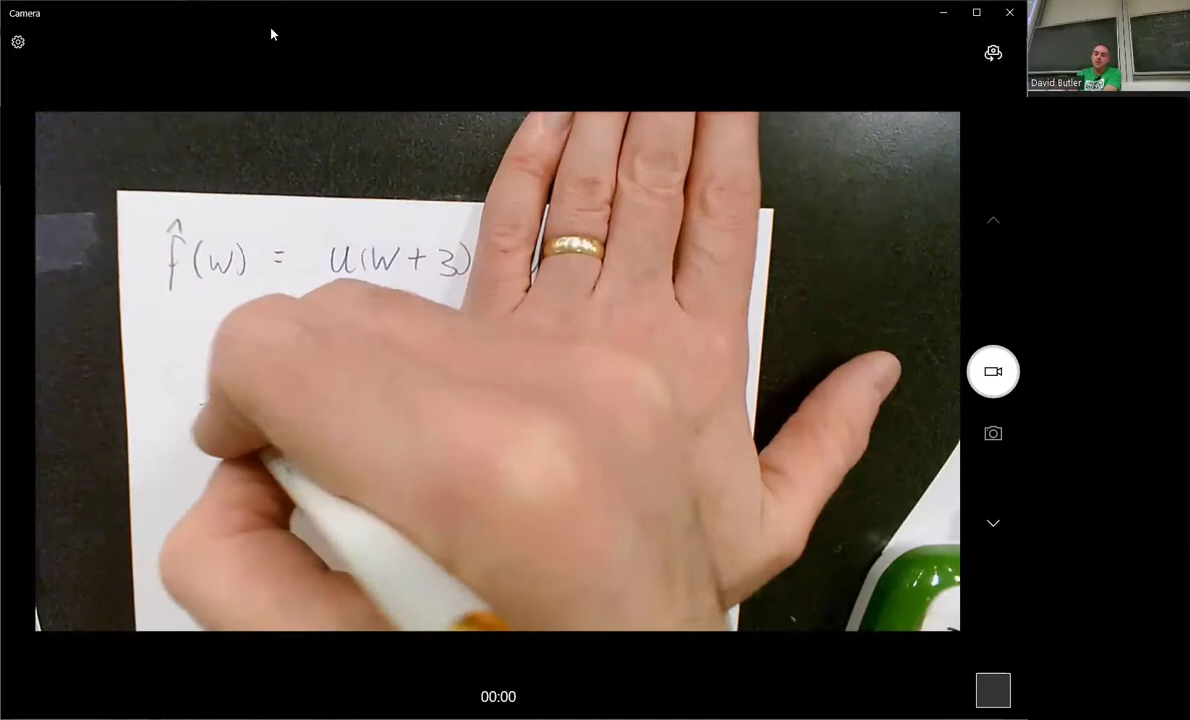 Camera
David Butler
f̂(w) = u(w+3)
00:00